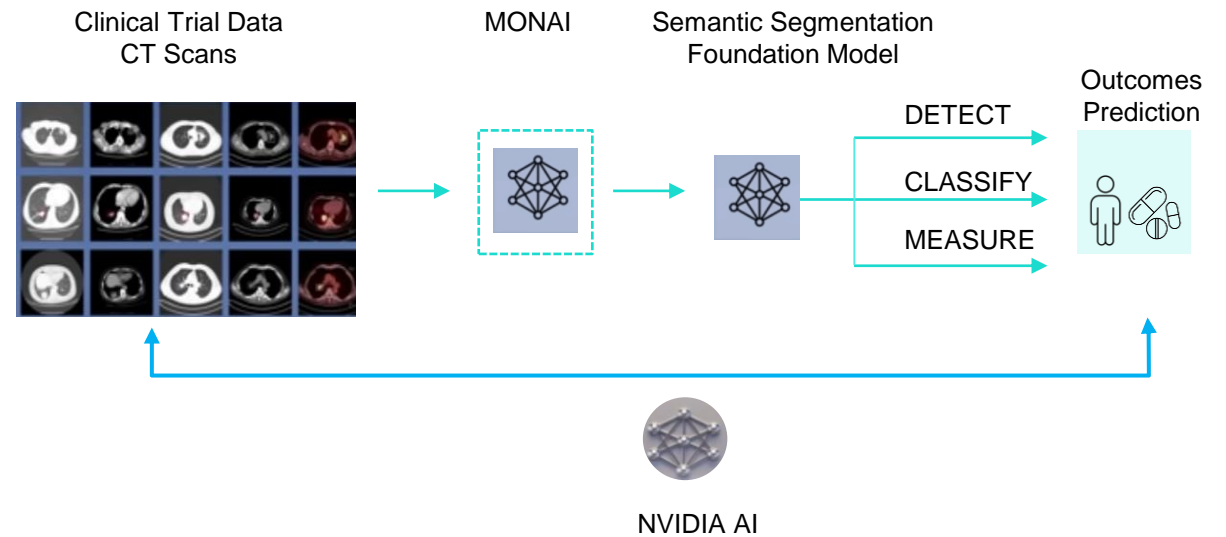 Clinical Trial Data
CT Scans
MONAI
Semantic Segmentation
Foundation Model
Outcomes
Prediction
DETECT
CLASSIFY
MEASURE
NVIDIA AI